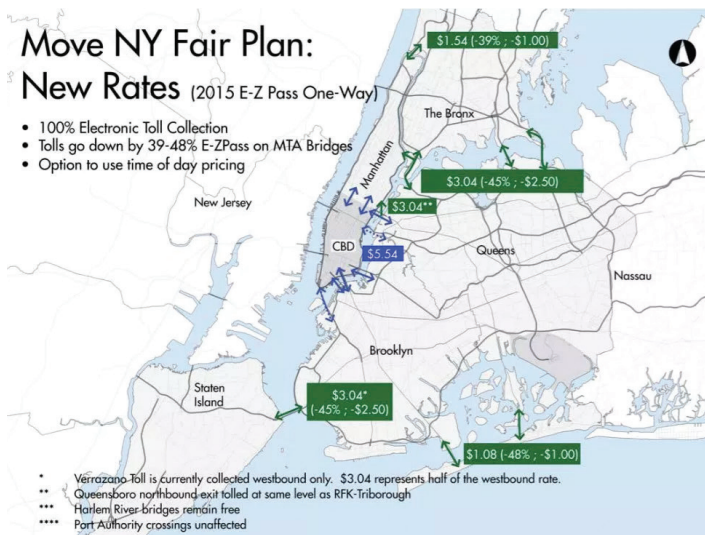 Move NY Fair Plan:
New Rates (2015 E-Z Pass One-Way)
• 100% Electronic Toll Collection
• Tolls go down by 39-48% E-ZPass on MTA Bridges
• Option to use time of day pricing
$1.54 (-39% ; -$1.00)
The Bronx
Manhattan
$3.04 (-45% ; -$2.50)
New Jersey
$3.04**
CBD
$5.54
Queens
Nassau
Brooklyn
Staten
Island
$3.04*
(-45% ; -$2.50)
$1.08 (-48% ; -$1.00)
* Verrazano Toll is currently collected westbound only. $3.04 represents half of the westbound rate.
** Queensboro northbound exit tolled at same level as RFK-Triborough
*** Harlem River bridges remain free
**** Port Authority crossings unaffected